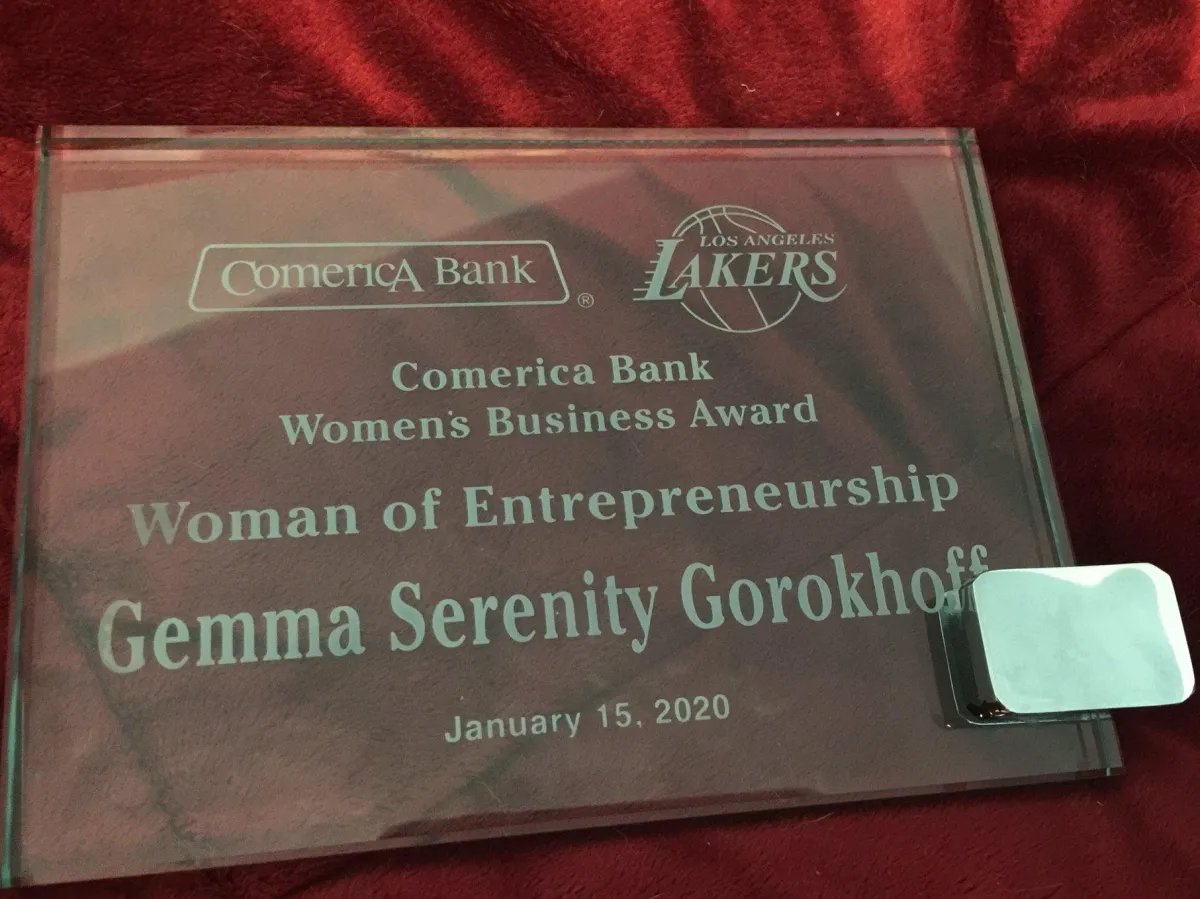 ComericA Bank ®
LOS ANGELES
LAKERS
Comerica Bank
Women's Business Award
Woman of Entrepreneurship
Gemma Serenity Gorokhoff
January 15, 2020